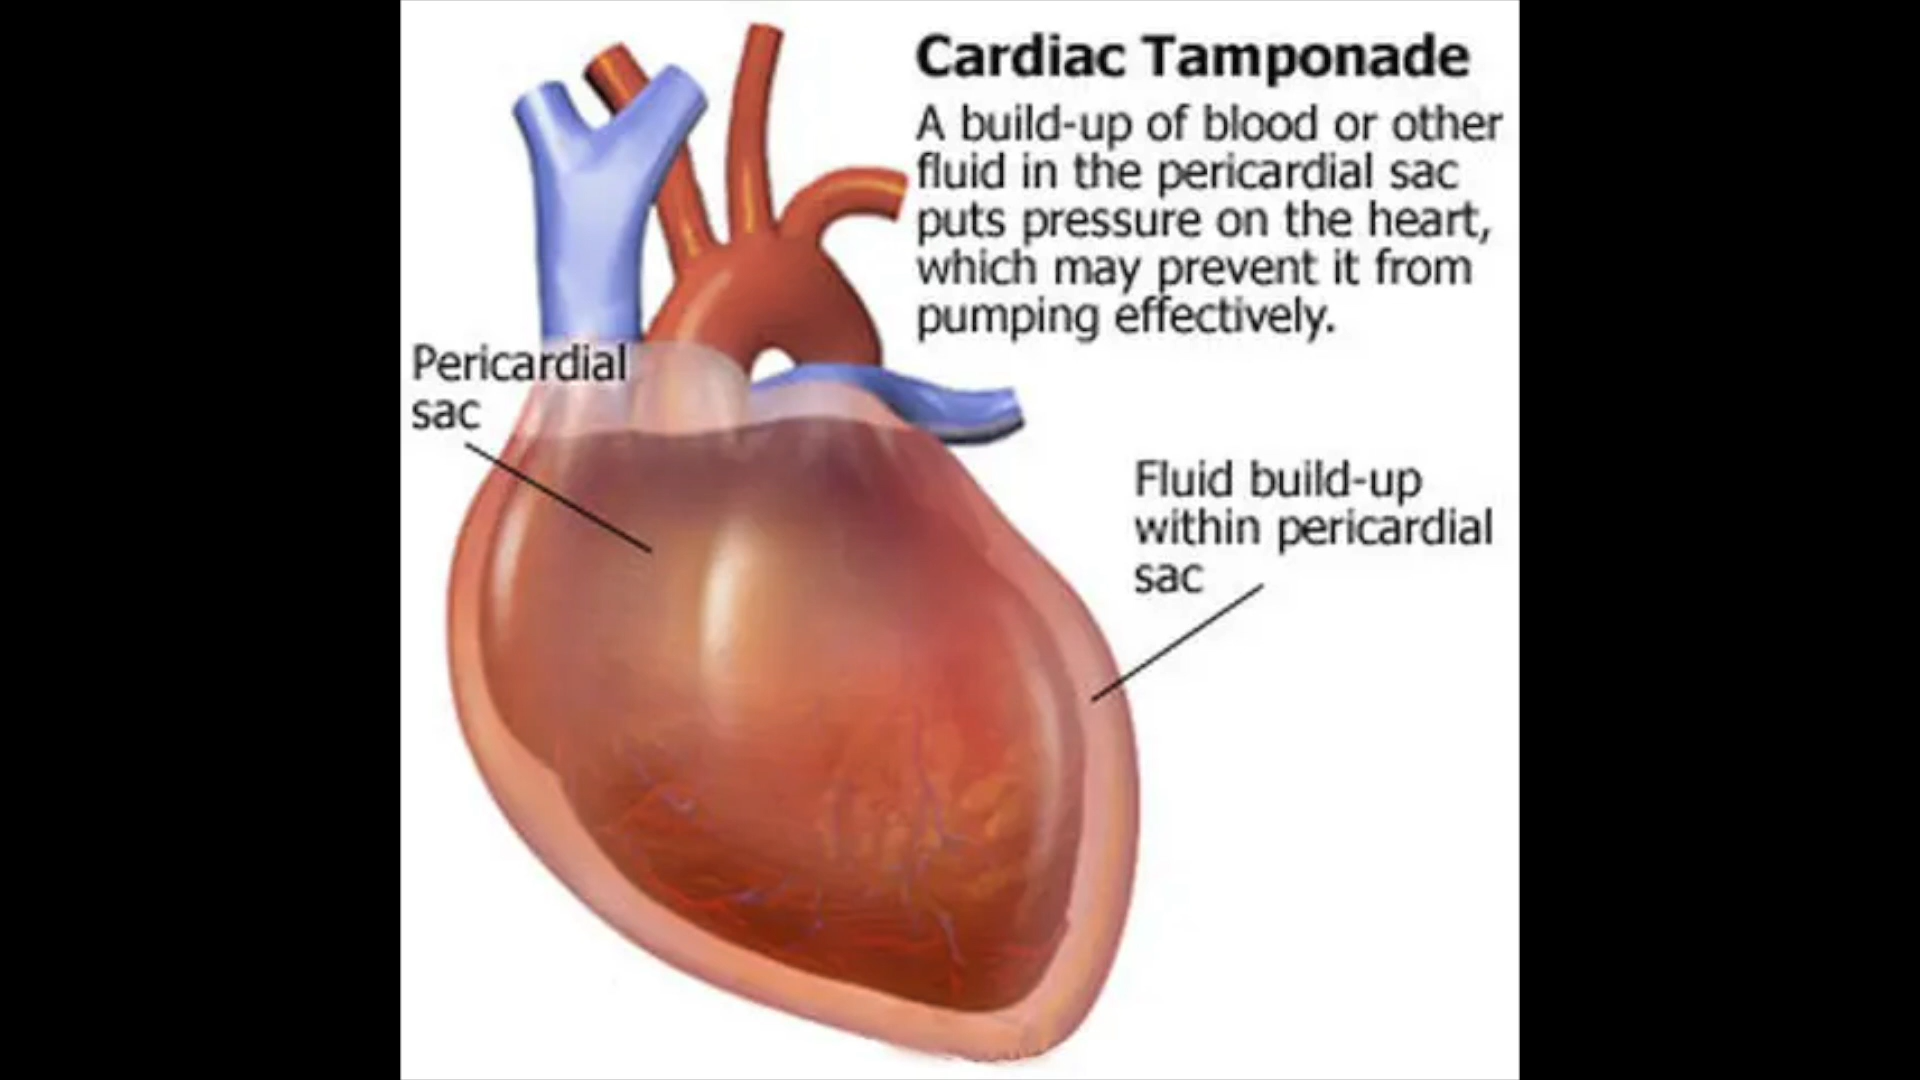 Cardiac Tamponade
A build-up of blood or other
fluid in the pericardial sac
puts pressure on the heart,
which may prevent it from
pumping effectively.
Pericardial
sac
Fluid build-up
within pericardial
sac